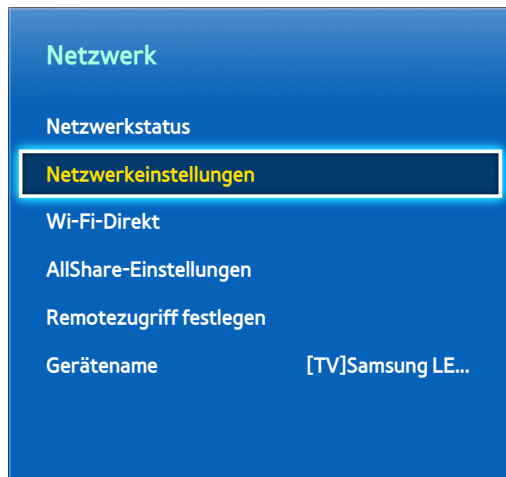 Netzwerk
Netzwerkstatus
Netzwerkeinstellungen
Wi-Fi-Direkt
AllShare-Einstellungen
Remotezugriff festlegen
Gerätename [TV]Samsung LE...